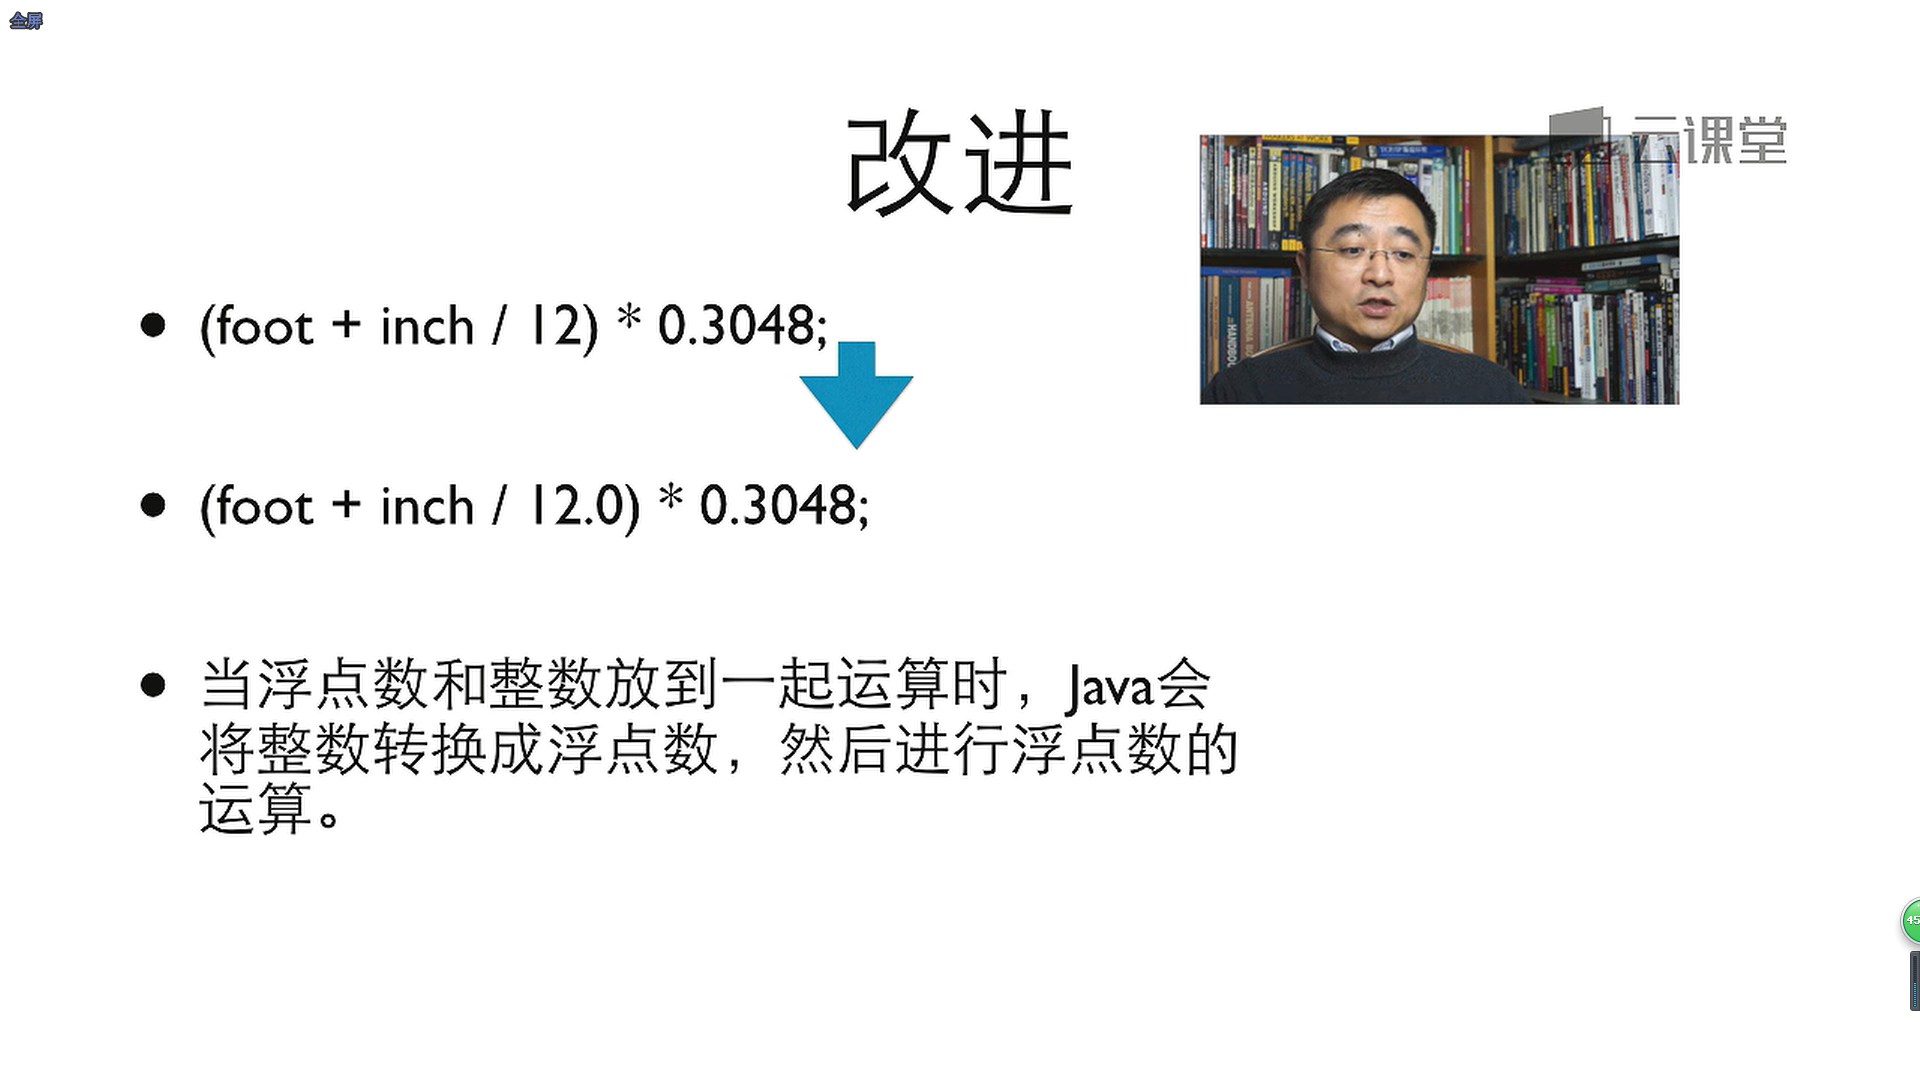 全屏
改进
云课堂
(foot + inch / 12) * 0.3048;
(foot + inch / 12.0) * 0.3048;
当浮点数和整数放到一起运算时，Java会
将整数转换成浮点数，然后进行浮点数的
运算。
45